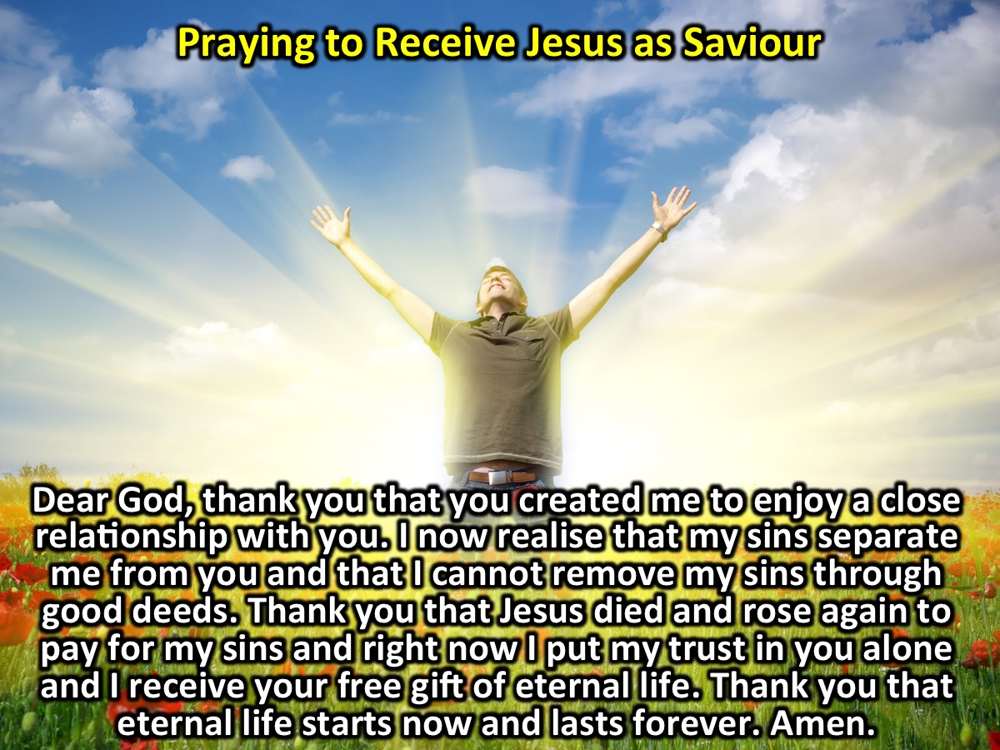 Praying to Receive Jesus as Saviour
Dear God, thank you that you created me to enjoy a close
relationship with you. I now realise that my sins separate
me from you and that I cannot remove my sins through
good deeds. Thank you that Jesus died and rose again to
pay for my sins and right now I put my trust in you alone
and I receive your free gift of eternal life. Thank you that
eternal life starts now and lasts forever. Amen.